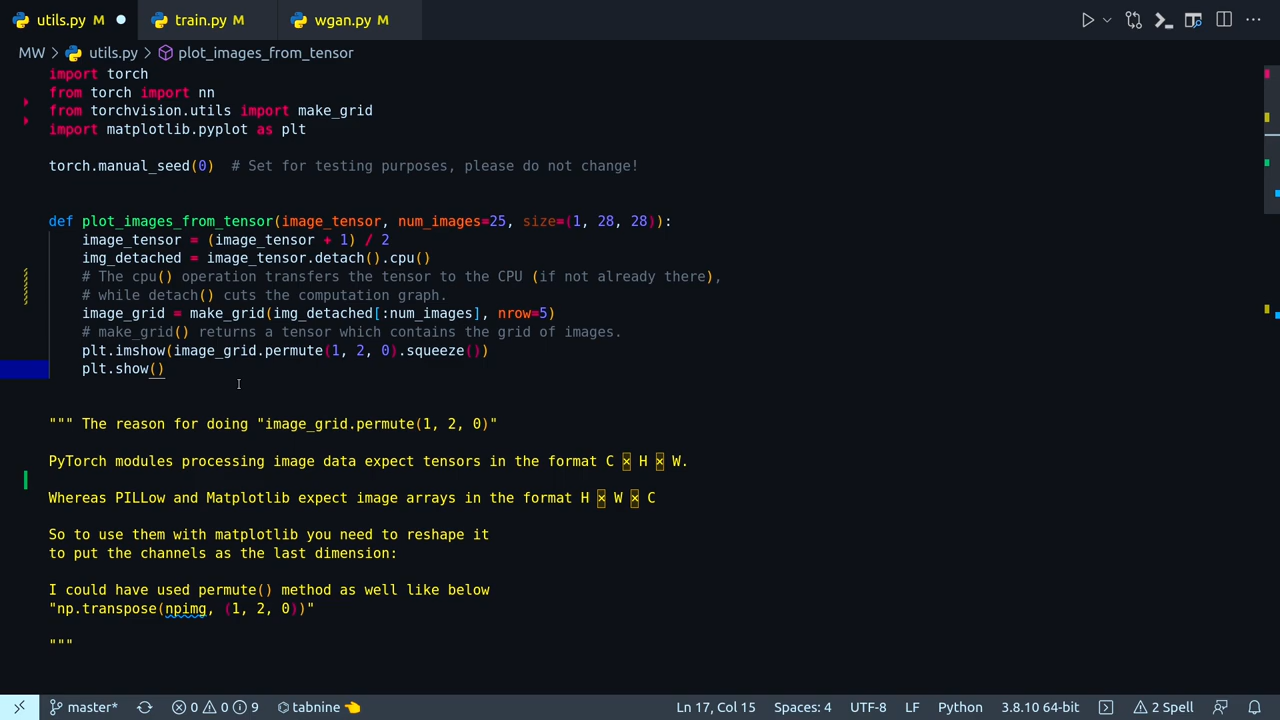 utils.py M train.py M wgan.py M
MW > utils.py > plot_images_from_tensor
import torch
from torch import nn
from torchvision.utils import make_grid
import matplotlib.pyplot as plt
torch.manual_seed(0)  # Set for testing purposes, please do not change!
def plot_images_from_tensor(image_tensor, num_images=25, size=(1, 28, 28)):
    image_tensor = (image_tensor + 1) / 2
    img_detached = image_tensor.detach().cpu()
    # The cpu() operation transfers the tensor to the CPU (if not already there),
    # while detach() cuts the computation graph.
    image_grid = make_grid(img_detached[:num_images], nrow=5)
    # make_grid() returns a tensor which contains the grid of images.
    plt.imshow(image_grid.permute(1, 2, 0).squeeze())
    plt.show()
""" The reason for doing "image_grid.permute(1, 2, 0)"
PyTorch modules processing image data expect tensors in the format C × H × W.
Whereas PILLow and Matplotlib expect image arrays in the format H × W × C
So to use them with matplotlib you need to reshape it
to put the channels as the last dimension:
I could have used permute() method as well like below
"np.transpose(npimg, (1, 2, 0))"
"""
master* 0 0 9 tabnine Ln 17, Col 15 Spaces: 4 UTF-8 LF Python 3.8.10 64-bit 2 Spell